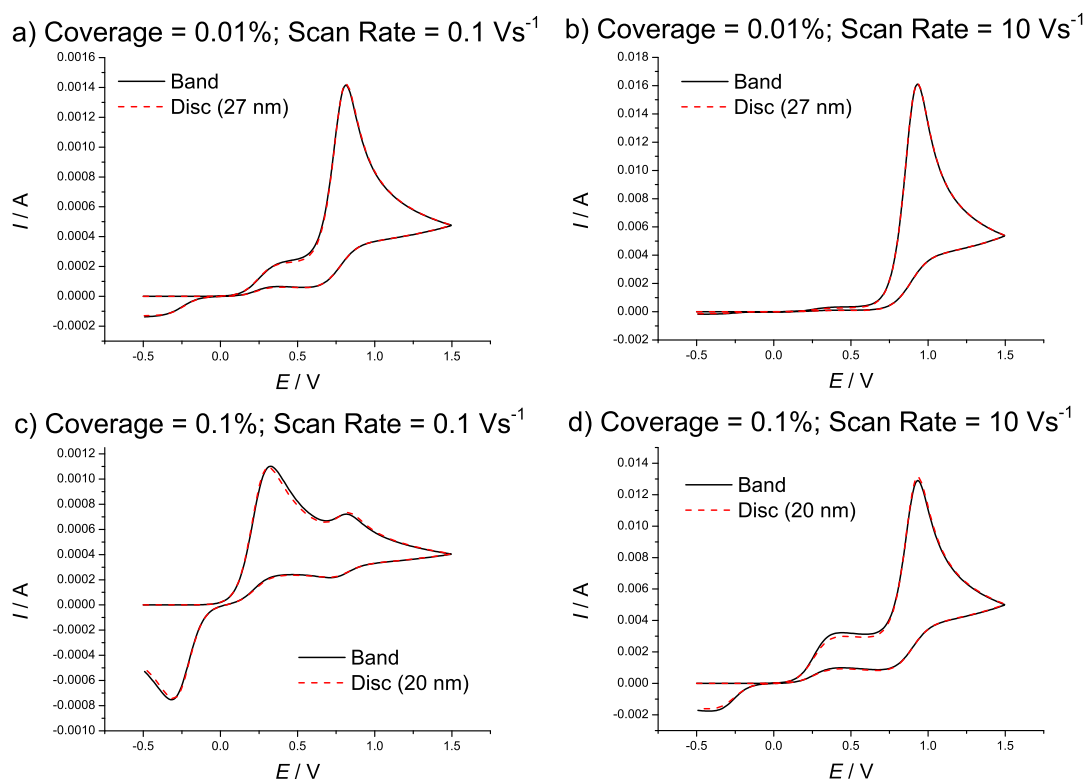 a) Coverage = 0.01%; Scan Rate = 0.1 Vs⁻¹
0.0016
0.0014
0.0012
0.0010
0.0008
0.0006
0.0004
0.0002
0.0000
-0.0002
I / A
Band
Disc (27 nm)
-0.5 0.0 0.5 1.0 1.5
E / V
b) Coverage = 0.01%; Scan Rate = 10 Vs⁻¹
0.018
0.016
0.014
0.012
0.010
0.008
0.006
0.004
0.002
0.000
-0.002
I / A
Band
Disc (27 nm)
-0.5 0.0 0.5 1.0 1.5
E / V
c) Coverage = 0.1%; Scan Rate = 0.1 Vs⁻¹
0.0012
0.0010
0.0008
0.0006
0.0004
0.0002
0.0000
-0.0002
-0.0004
-0.0006
-0.0008
-0.0010
I / A
Band
Disc (20 nm)
-0.5 0.0 0.5 1.0 1.5
E / V
d) Coverage = 0.1%; Scan Rate = 10 Vs⁻¹
0.014
0.012
0.010
0.008
0.006
0.004
0.002
0.000
-0.002
I / A
Band
Disc (20 nm)
-0.5 0.0 0.5 1.0 1.5
E / V